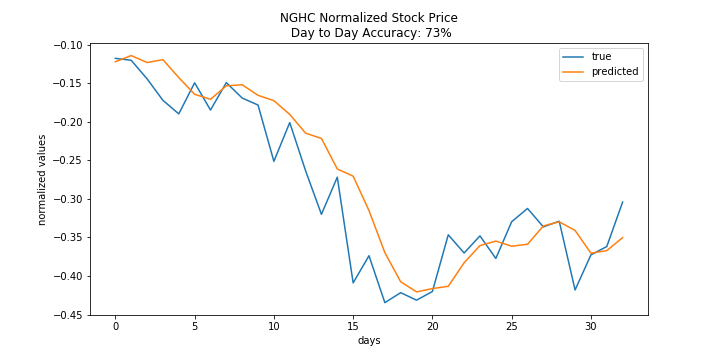 NGHC Normalized Stock Price
Day to Day Accuracy: 73%
true
predicted
normalized values
−0.10
−0.15
−0.20
−0.25
−0.30
−0.35
−0.40
−0.45
0
5
10
15
20
25
30
days